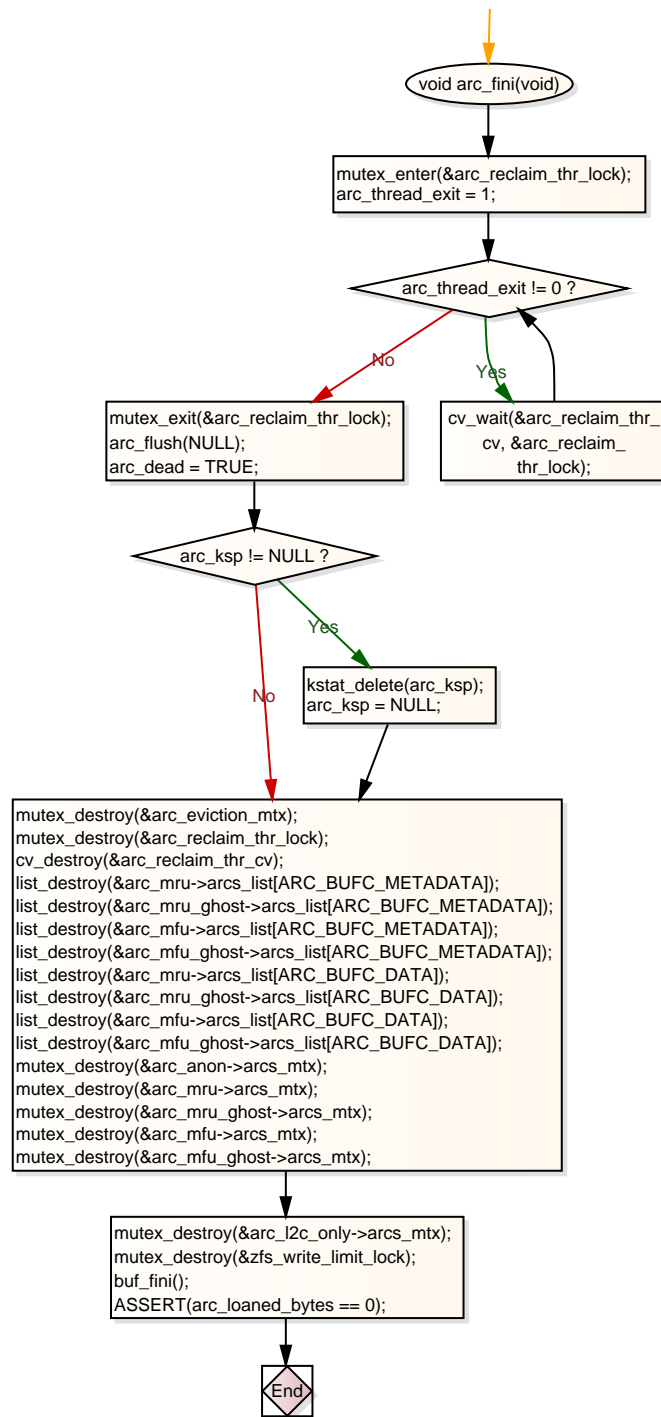 void arc_fini(void)
mutex_enter(&arc_reclaim_thr_lock);
arc_thread_exit = 1;
arc_thread_exit != 0 ?
No
Yes
mutex_exit(&arc_reclaim_thr_lock);
arc_flush(NULL);
arc_dead = TRUE;
cv_wait(&arc_reclaim_thr_
cv, &arc_reclaim_
thr_lock);
arc_ksp != NULL ?
Yes
No
kstat_delete(arc_ksp);
arc_ksp = NULL;
mutex_destroy(&arc_eviction_mtx);
mutex_destroy(&arc_reclaim_thr_lock);
cv_destroy(&arc_reclaim_thr_cv);
list_destroy(&arc_mru->arcs_list[ARC_BUFC_METADATA]);
list_destroy(&arc_mru_ghost->arcs_list[ARC_BUFC_METADATA]);
list_destroy(&arc_mfu->arcs_list[ARC_BUFC_METADATA]);
list_destroy(&arc_mfu_ghost->arcs_list[ARC_BUFC_METADATA]);
list_destroy(&arc_mru->arcs_list[ARC_BUFC_DATA]);
list_destroy(&arc_mru_ghost->arcs_list[ARC_BUFC_DATA]);
list_destroy(&arc_mfu->arcs_list[ARC_BUFC_DATA]);
list_destroy(&arc_mfu_ghost->arcs_list[ARC_BUFC_DATA]);
mutex_destroy(&arc_anon->arcs_mtx);
mutex_destroy(&arc_mru->arcs_mtx);
mutex_destroy(&arc_mru_ghost->arcs_mtx);
mutex_destroy(&arc_mfu->arcs_mtx);
mutex_destroy(&arc_mfu_ghost->arcs_mtx);
mutex_destroy(&arc_l2c_only->arcs_mtx);
mutex_destroy(&zfs_write_limit_lock);
buf_fini();
ASSERT(arc_loaned_bytes == 0);
End